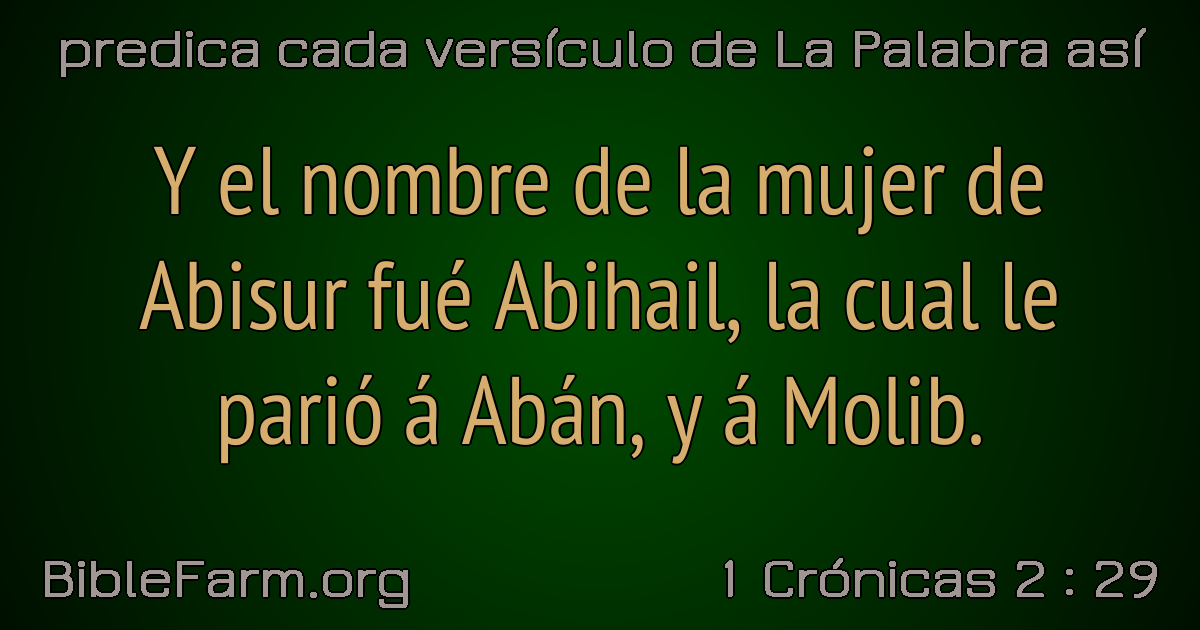 predica cada versículo de La Palabra así
Y el nombre de la mujer de
Abisur fué Abihail, la cual le
parió á Abán, y á Molib.
BibleFarm.org
1 Crónicas 2 : 29